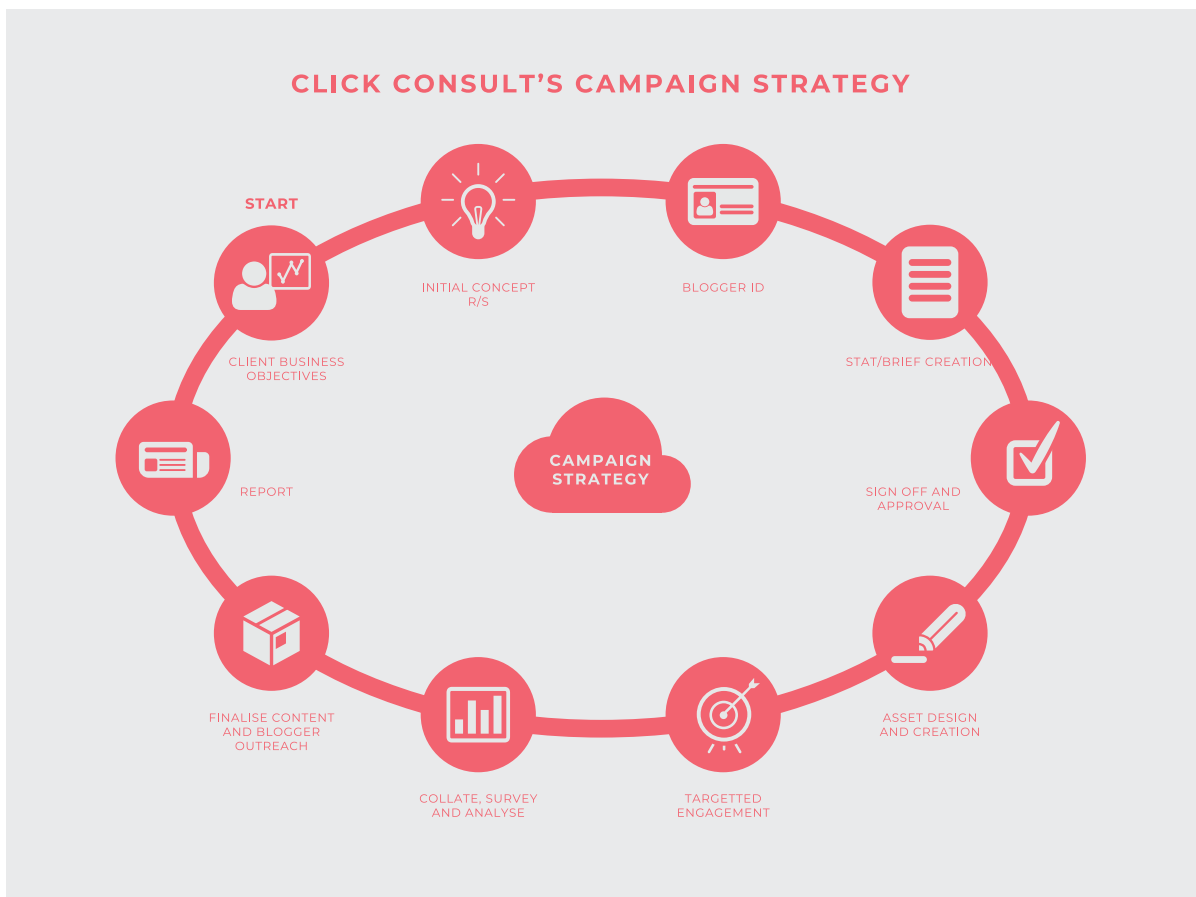 CLICK CONSULT'S CAMPAIGN STRATEGY
START
CLIENT BUSINESS
OBJECTIVES
INITIAL CONCEPT
R/S
BLOGGER ID
STAT/BRIEF CREATION
SIGN OFF AND
APPROVAL
ASSET DESIGN
AND CREATION
TARGETTED
ENGAGEMENT
COLLATE, SURVEY
AND ANALYSE
FINALISE CONTENT
AND BLOGGER
OUTREACH
REPORT
CAMPAIGN
STRATEGY